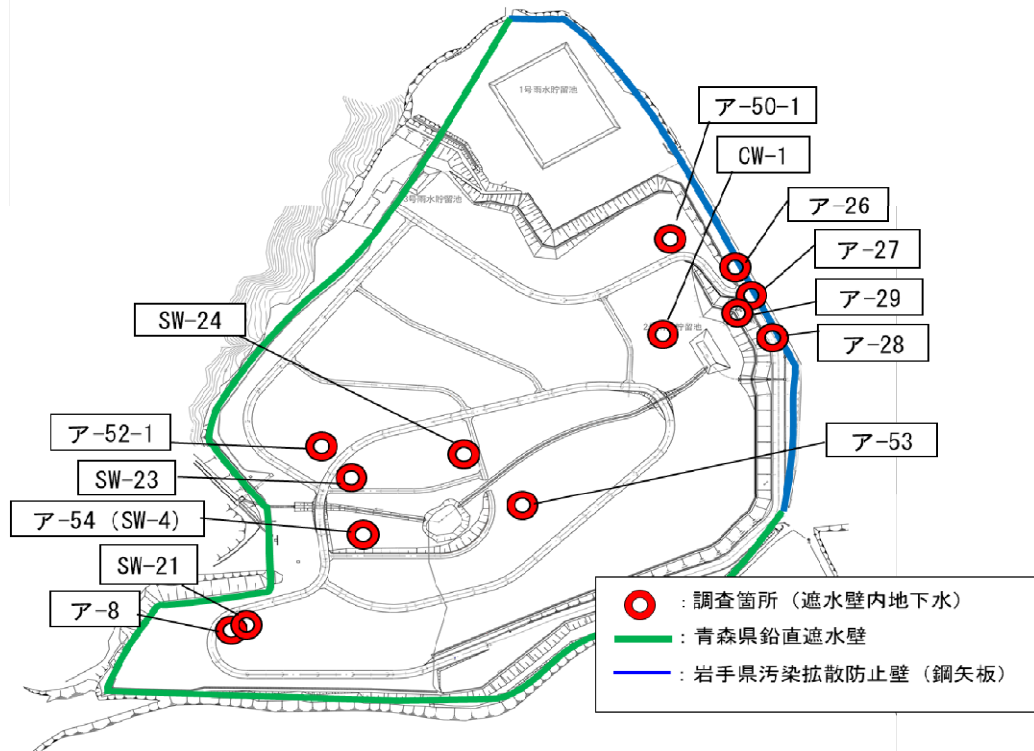 1号雨水貯留池
ア-50-1
CW-1
3号雨水貯留池
ア-26
ア-27
ア-29
ア-28
SW-24
ア-52-1
SW-23
ア-54 (SW-4)
ア-53
SW-21
ア-8
：調査箇所（遮水壁内地下水）
：青森県鉛直遮水壁
：岩手県汚染拡散防止壁（鋼矢板）